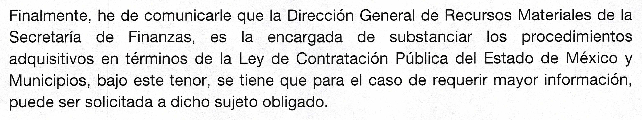 Finalmente, he de comunicarle que la Dirección General de Recursos Materiales de la
Secretaría de Finanzas, es la encargada de substanciar los procedimientos
adquisitivos en términos de la Ley de Contratación Pública del Estado de México y
Municipios, bajo este tenor, se tiene que para el caso de requerir mayor información,
puede ser solicitada a dicho sujeto obligado.